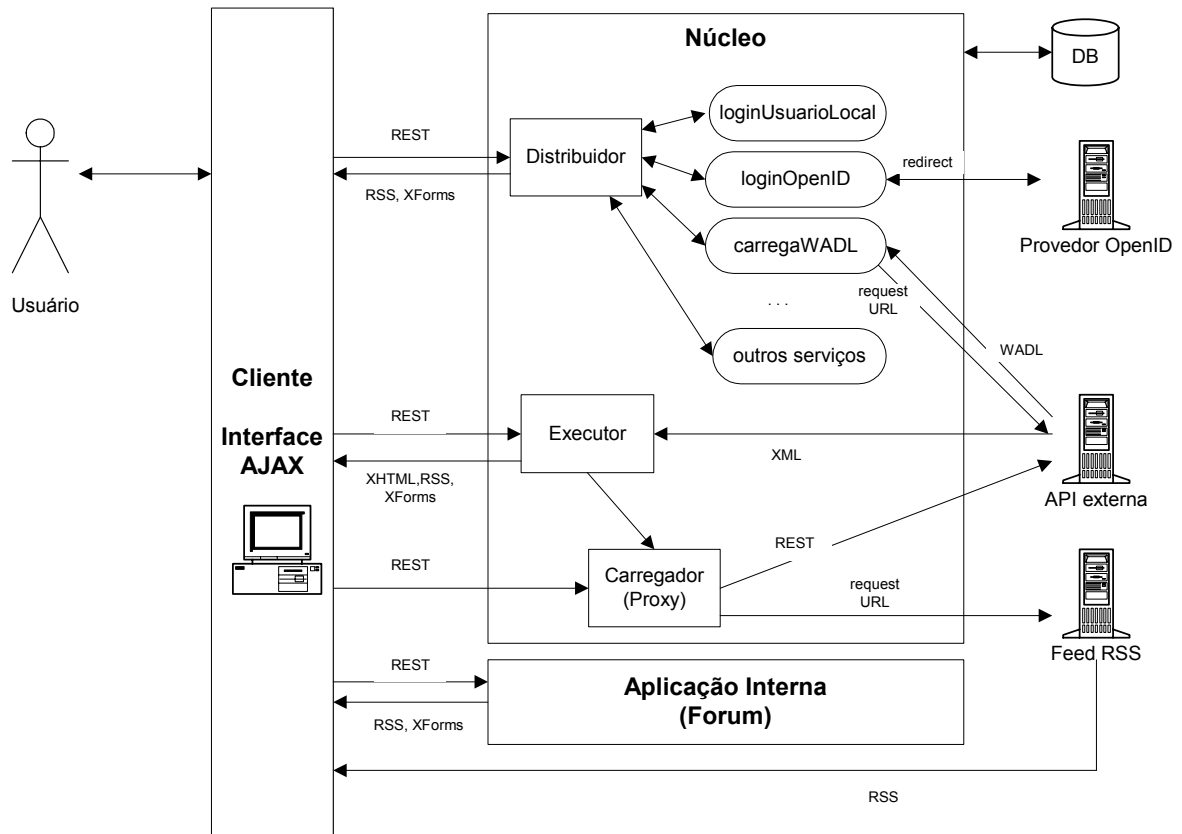 Núcleo
DB
loginUsuarioLocal
REST
Distribuidor
redirect
loginOpenID
RSS, XForms
carregaWADL
Provedor OpenID
Usuário
. . .
request
URL
outros serviços
WADL
Cliente
REST
Interface
AJAX
Executor
XML
XHTML,RSS,
XForms
API externa
REST
REST
Carregador
(Proxy)
request
URL
Feed RSS
REST
Aplicação Interna
(Forum)
RSS, XForms
RSS